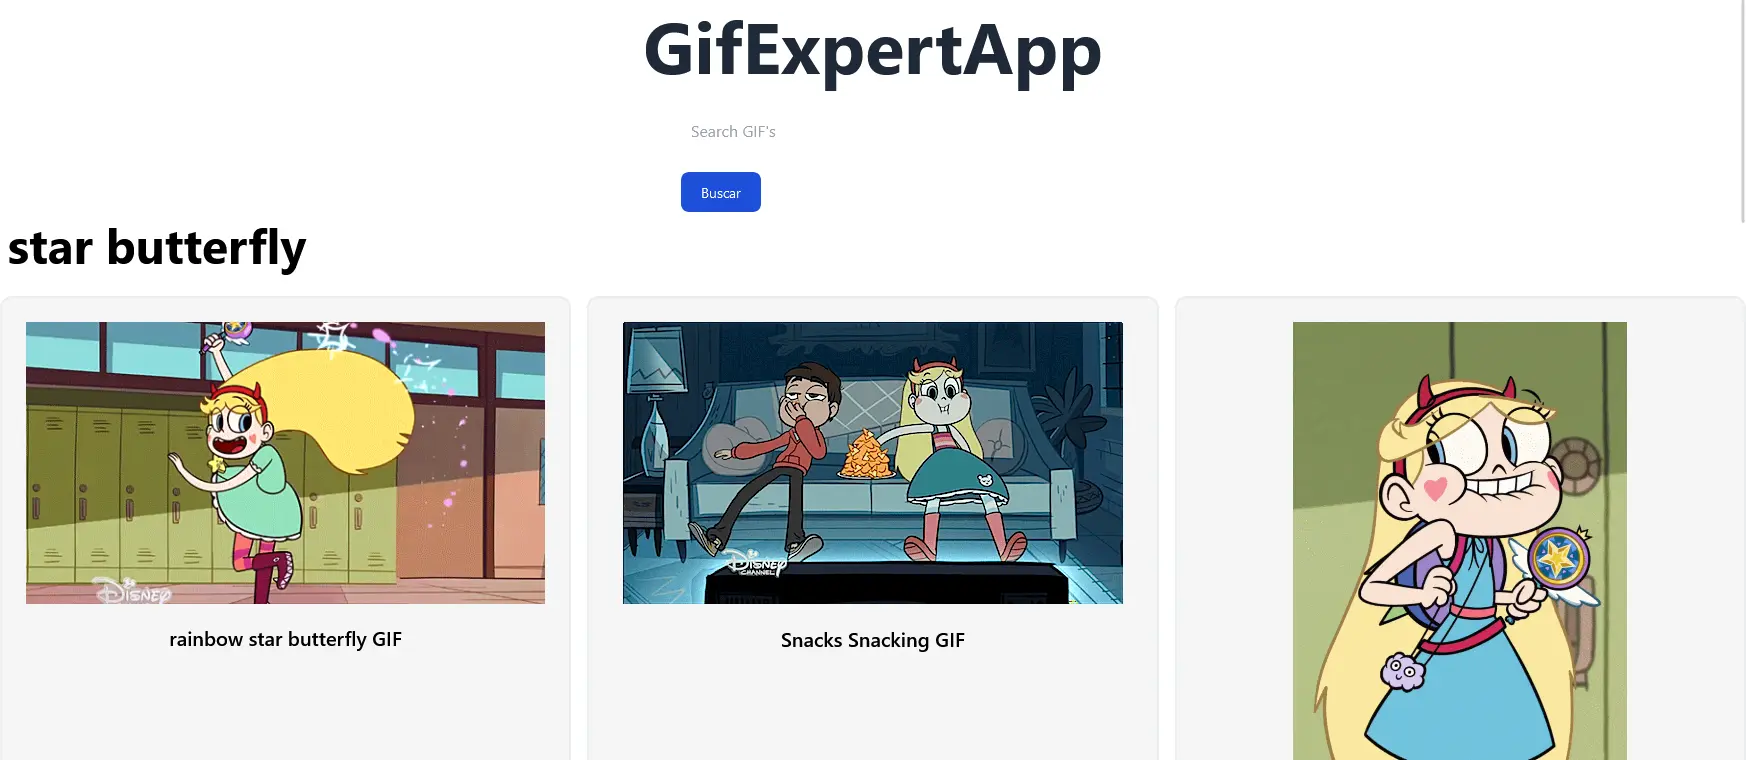 GifExpertApp
Search GIF's
Buscar
star butterfly
Disney
Disney
CHANNEL
rainbow star butterfly GIF
Snacks Snacking GIF